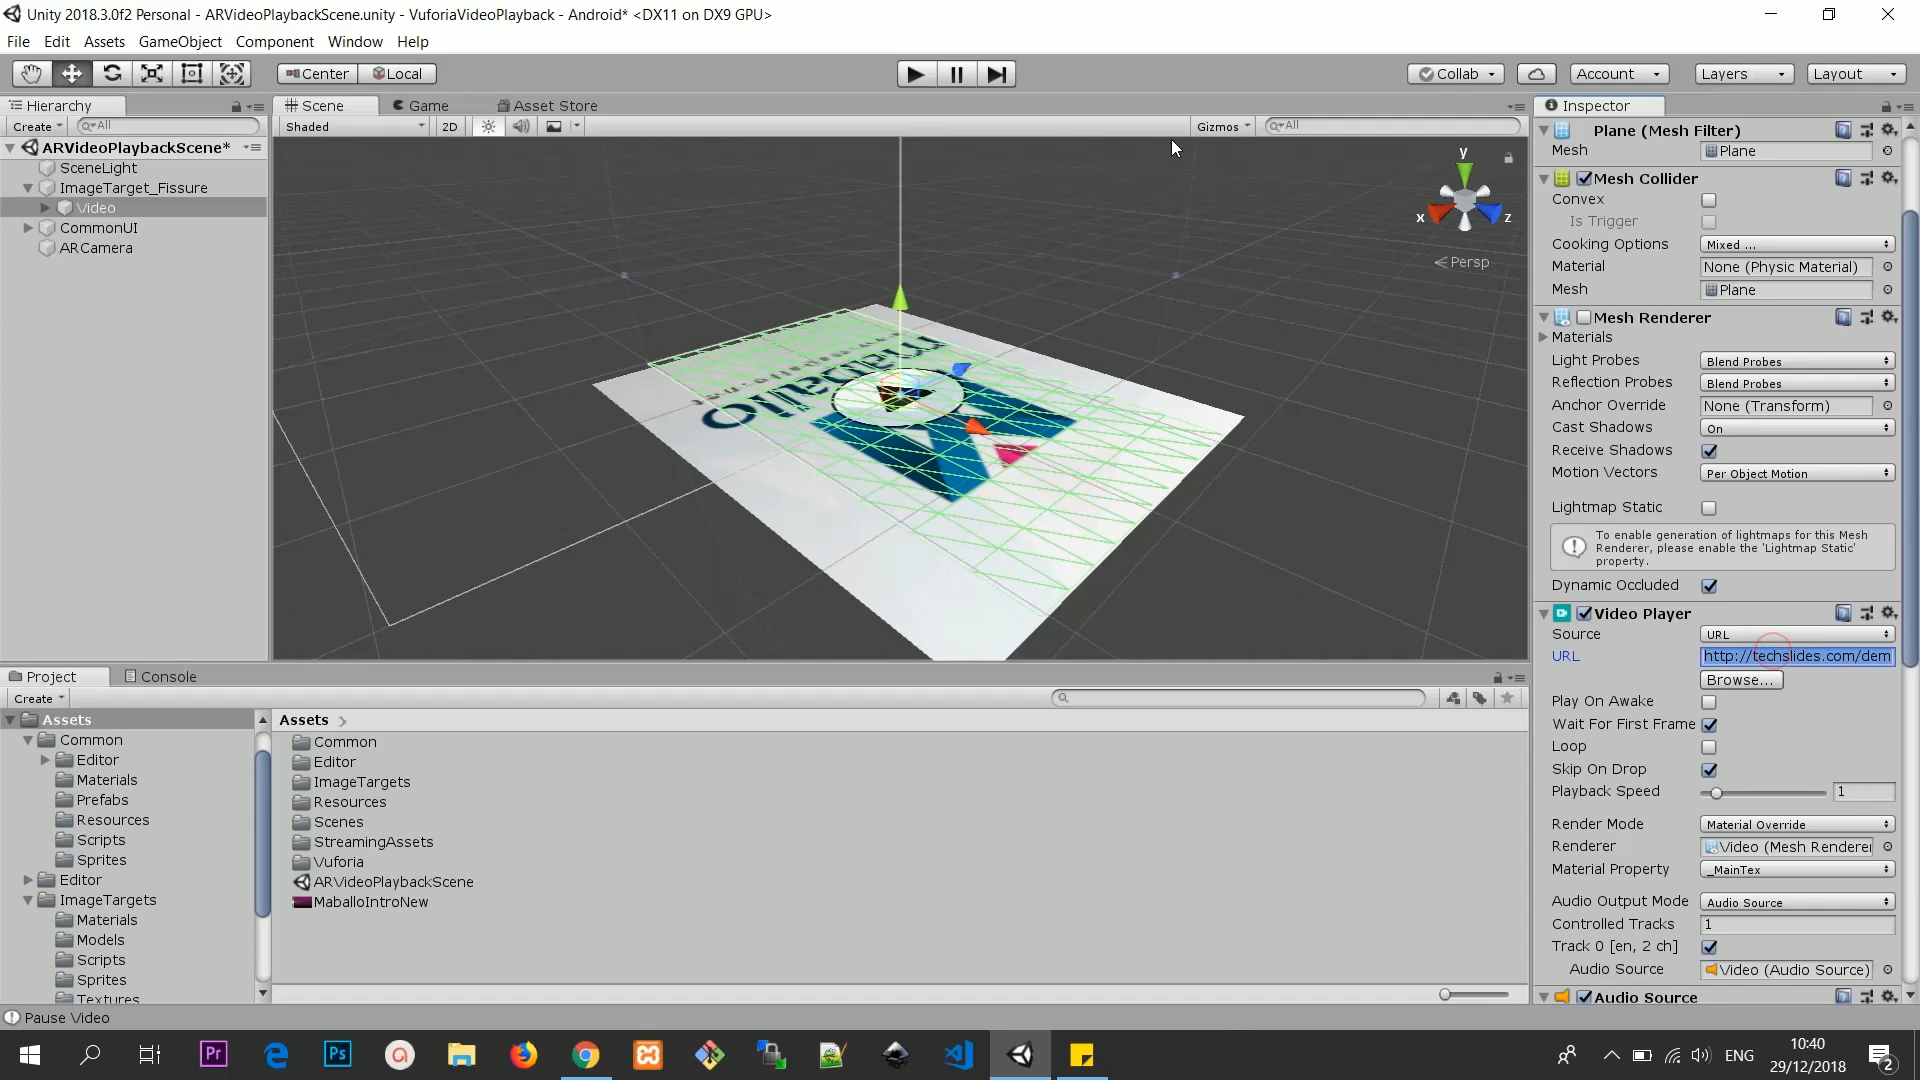 Unity 2018.3.0f2 Personal - ARVideoPlaybackScene.unity - VuforiaVideoPlayback - Android* <DX11 on DX9 GPU>
File Edit Assets GameObject Component Window Help
Center Local
Collab Account Layers Layout
Hierarchy
Create All
ARVideoPlaybackScene*
SceneLight
ImageTarget_Fissure
Video
CommonUI
ARCamera
Scene Game Asset Store
Shaded 2D Gizmos All
y
x z
Persp
maballo
Inspector
Plane (Mesh Filter)
Mesh Plane
Mesh Collider
Convex
Is Trigger
Cooking Options Mixed ...
Material None (Physic Material)
Mesh Plane
Mesh Renderer
Materials
Light Probes Blend Probes
Reflection Probes Blend Probes
Anchor Override None (Transform)
Cast Shadows On
Receive Shadows
Motion Vectors Per Object Motion
Lightmap Static
To enable generation of lightmaps for this Mesh
Renderer, please enable the 'Lightmap Static'
property.
Dynamic Occluded
Video Player
Source URL
URL http://techslides.com/dem
Browse...
Play On Awake
Wait For First Frame
Loop
Skip On Drop
Playback Speed 1
Render Mode Material Override
Renderer Video (Mesh Renderer
Material Property _MainTex
Audio Output Mode Audio Source
Controlled Tracks 1
Track 0 [en, 2 ch]
Audio Source Video (Audio Source)
Audio Source
Project Console
Create
Assets
Common
Editor
Materials
Prefabs
Resources
Scripts
Sprites
Editor
ImageTargets
Materials
Models
Scripts
Sprites
Textures
Assets
Common
Editor
ImageTargets
Resources
Scenes
StreamingAssets
Vuforia
ARVideoPlaybackScene
MaballoIntroNew
Pause Video
Pr
Ps
ENG
10:40
29/12/2018
2